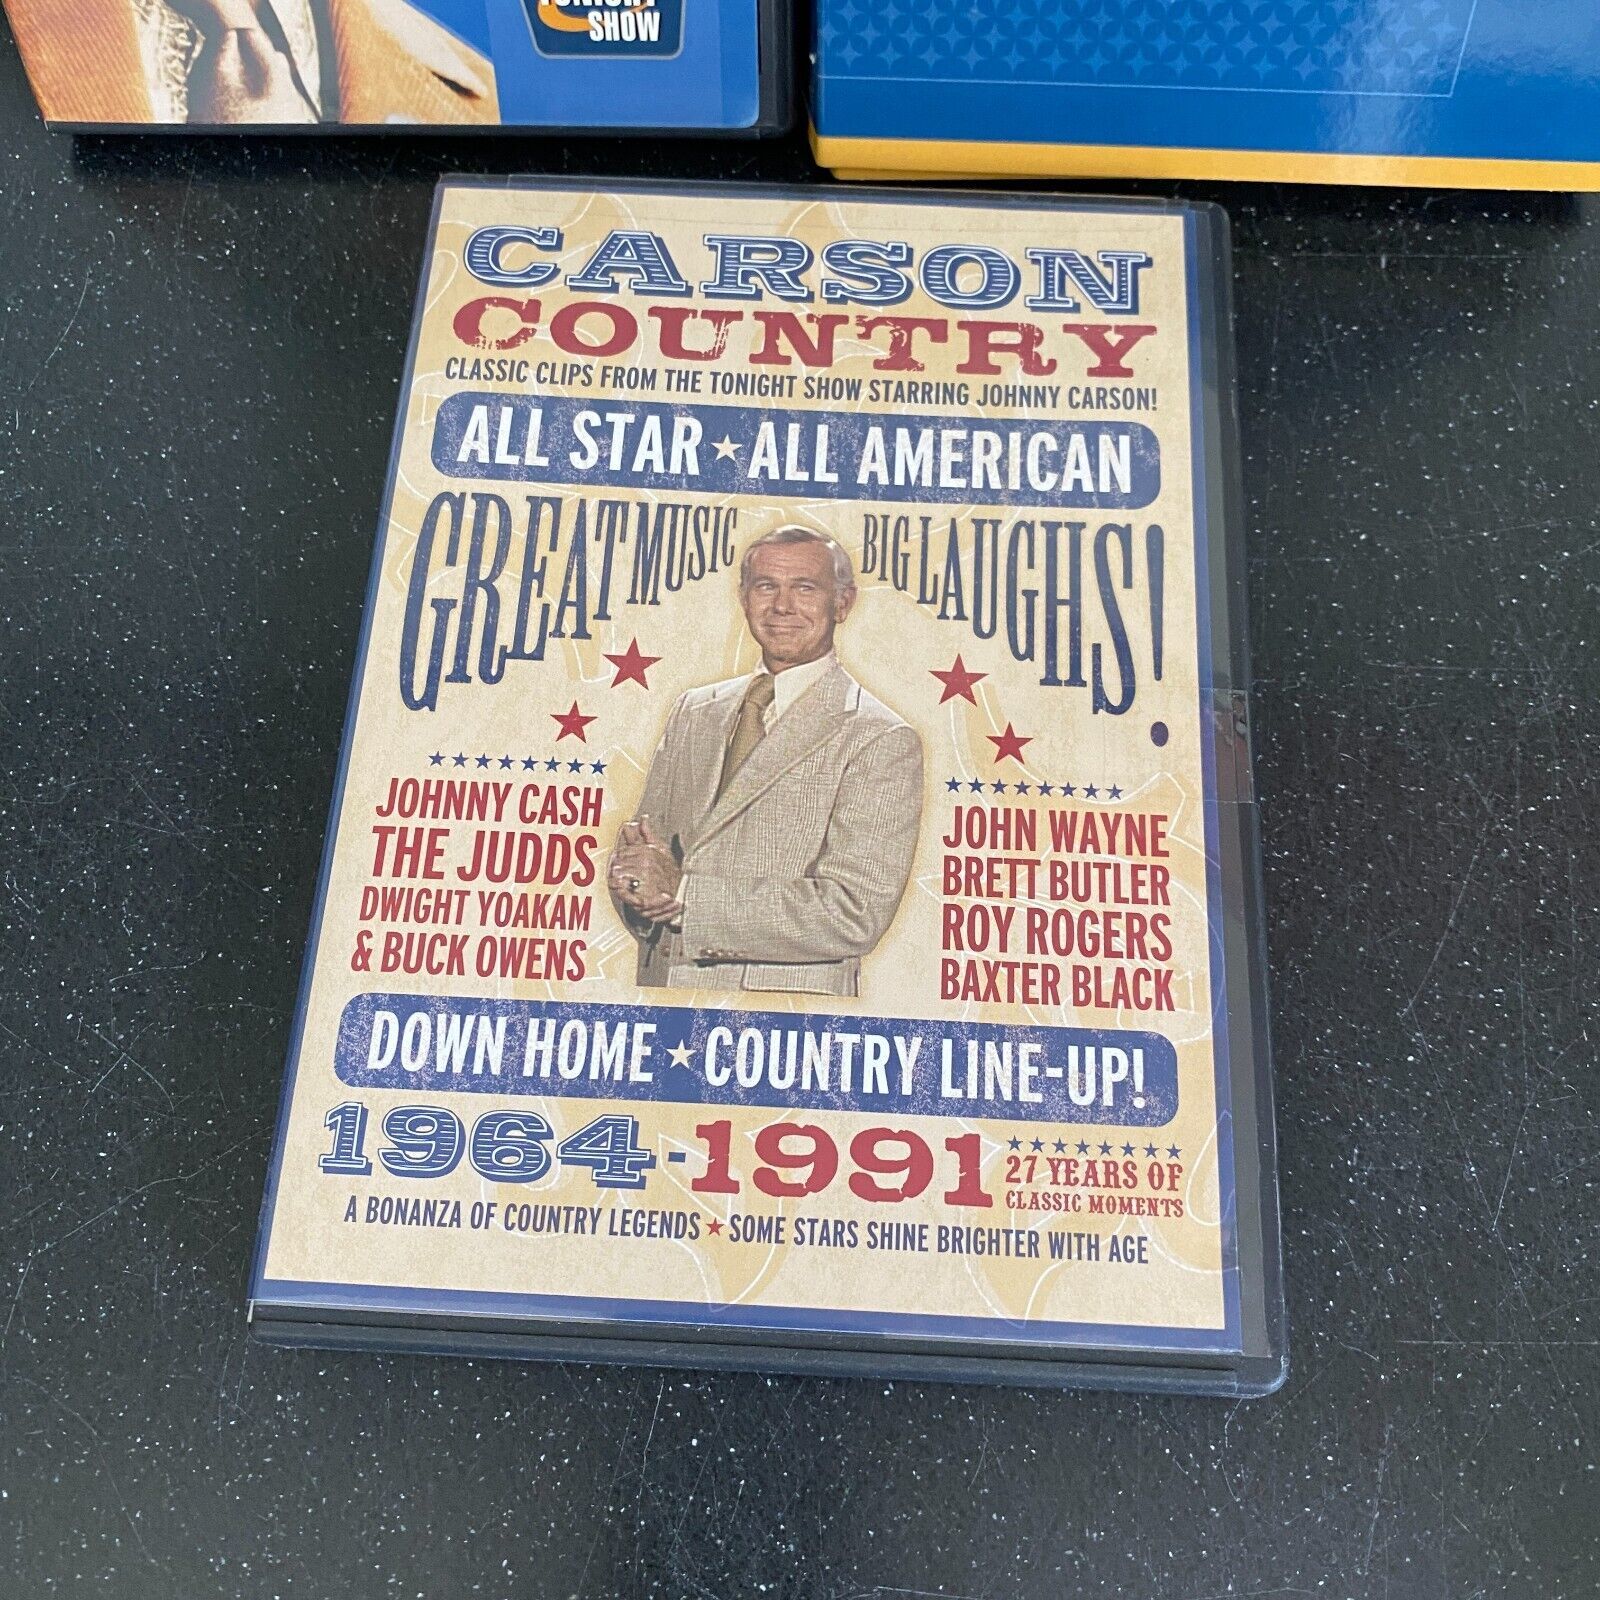 TONIGHT
SHOW
CARSON
COUNTRY
CLASSIC CLIPS FROM THE TONIGHT SHOW STARRING JOHNNY CARSON!
ALL STAR ★ ALL AMERICAN
GREAT MUSIC BIG LAUGHS!
JOHNNY CASH
THE JUDDS
DWIGHT YOAKAM
& BUCK OWENS
JOHN WAYNE
BRETT BUTLER
ROY ROGERS
BAXTER BLACK
DOWN HOME ★ COUNTRY LINE-UP!
1964-1991
27 YEARS OF
CLASSIC MOMENTS
A BONANZA OF COUNTRY LEGENDS ★ SOME STARS SHINE BRIGHTER WITH AGE